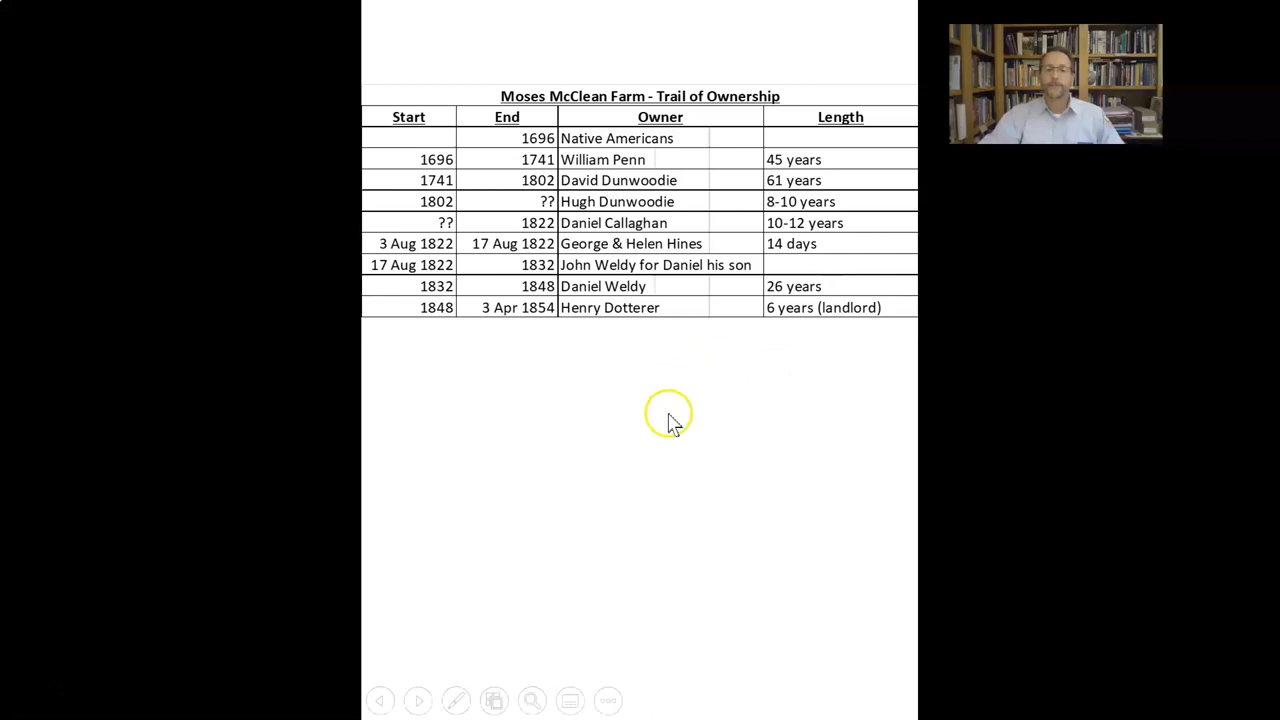 Moses McClean Farm - Trail of Ownership
Start End Owner Length
1696 Native Americans
1696 1741 William Penn 45 years
1741 1802 David Dunwoodie 61 years
1802 ?? Hugh Dunwoodie 8-10 years
?? 1822 Daniel Callaghan 10-12 years
3 Aug 1822 17 Aug 1822 George & Helen Hines 14 days
17 Aug 1822 1832 John Weldy for Daniel his son
1832 1848 Daniel Weldy 26 years
1848 3 Apr 1854 Henry Dotterer 6 years (landlord)